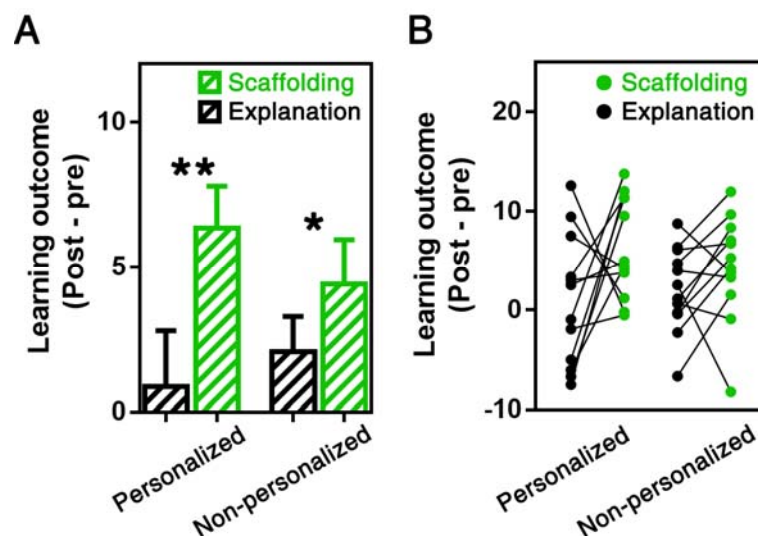 A
Learning outcome
(Post - pre)
Scaffolding
Explanation
10
5
0
**
*
Personalized
Non-personalized
B
Learning outcome
(Post - pre)
Scaffolding
Explanation
20
10
0
-10
Personalized
Non-personalized